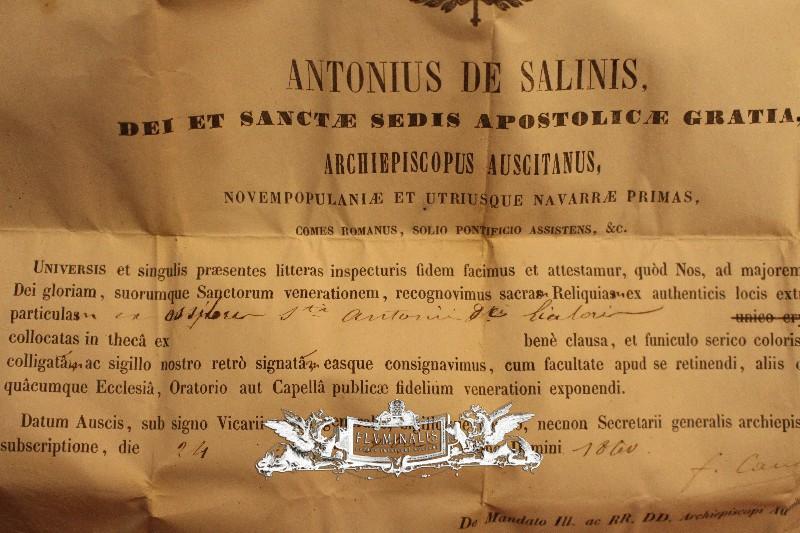 ANTONIUS DE SALINIS,
DEI ET SANCTÆ SEDIS APOSTOLICÆ GRATIA,
ARCHIEPISCOPUS AUSCITANUS,
NOVEMPOPULANIÆ ET UTRIUSQUE NAVARRÆ PRIMAS,
COMES ROMANUS, SOLIO PONTIFICIO ASSISTENS, &C.
UNIVERSIS et singulis præsentes litteras inspecturis fidem facimus et attestamur, quòd Nos, ad majorem
Dei gloriam, suorumque Sanctorum venerationem, recognovimus sacras Reliquias ex authenticis locis
particulas ex Antonii
collocatas in thecâ ex benè clausa, et funiculo serico coloris
colligatâ, ac sigillo nostro retrò signatâ, easque consignavimus, cum facultate apud se retinendi, aliis
quâcumque Ecclesiâ, Oratorio aut Capellâ publicæ fidelium venerationi exponendi.
Datum Auscis, sub signo necnon Secretarii generalis
subscriptione, die 24 1860.
FLVMINALIS
De Mandato Ill. ac RR. DD. Archiepiscopi